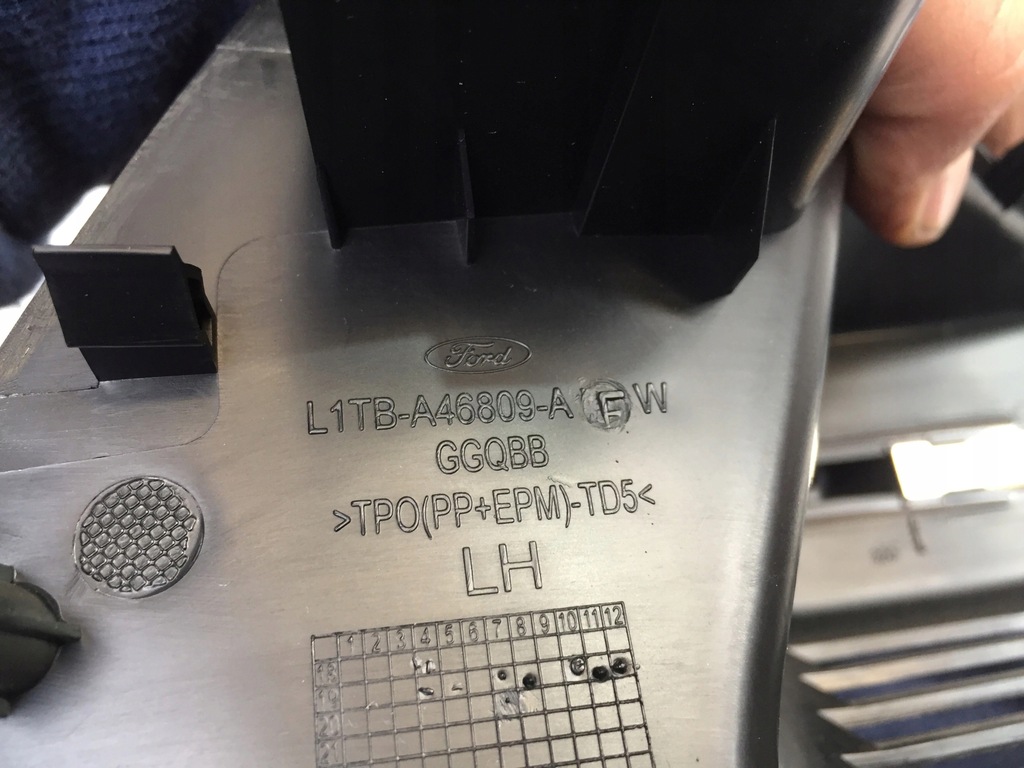 Ford
L1TB-A46809-A F W
GGQBB
>TPO(PP+EPM)-TD5<
LH
1 2 3 4 5 6 7 8 9 10 11 12
19